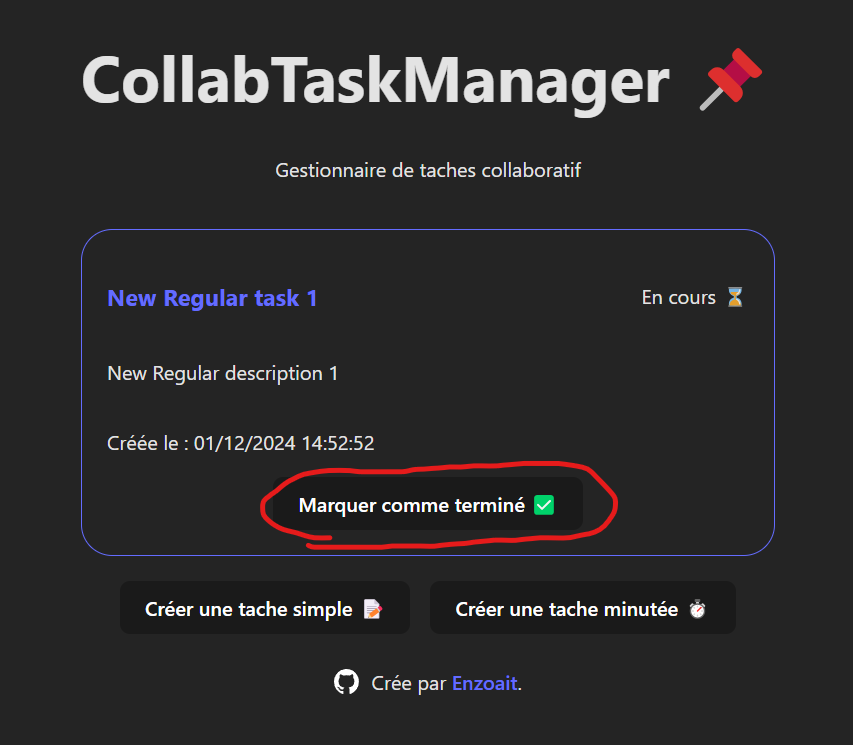 CollabTaskManager 📌
Gestionnaire de taches collaboratif
New Regular task 1
En cours ⏳
New Regular description 1
Créée le : 01/12/2024 14:52:52
Marquer comme terminé ✅
Créer une tache simple 📝
Créer une tache minutée ⏱️
Crée par Enzoait.